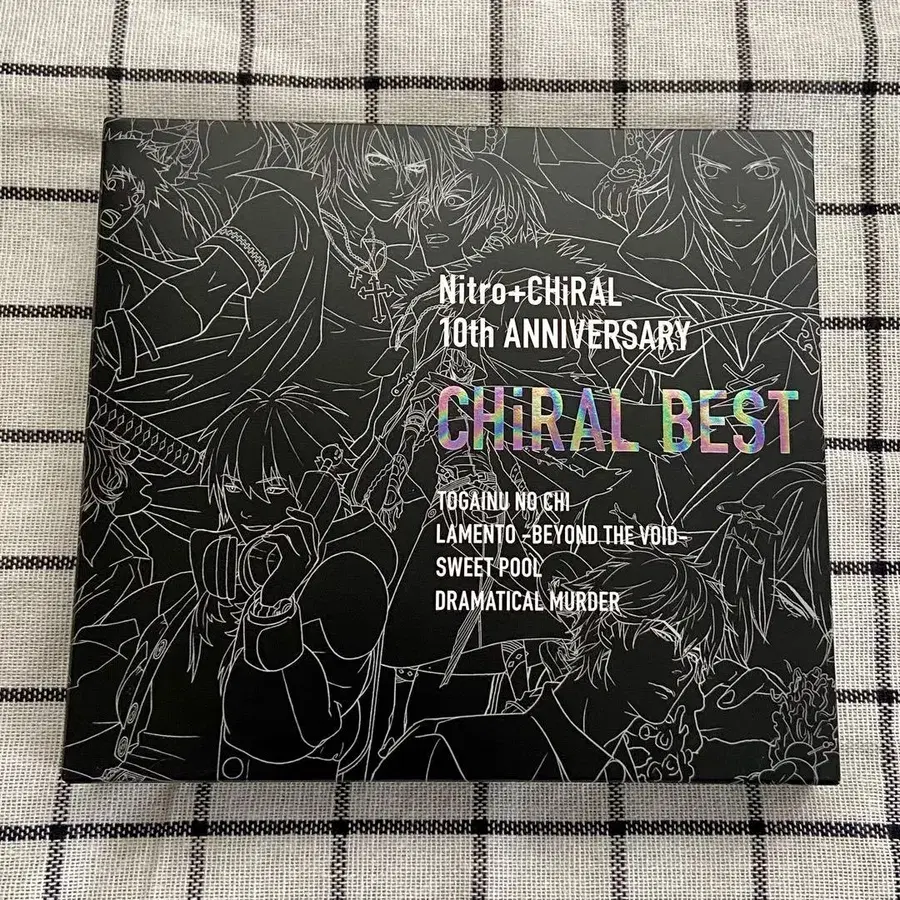 Nitro+CHiRAL
10th ANNIVERSARY
CHiRAL BEST
TOGAINU NO CHI
LAMENTO -BEYOND THE VOID-
SWEET POOL
DRAMATICAL MURDER